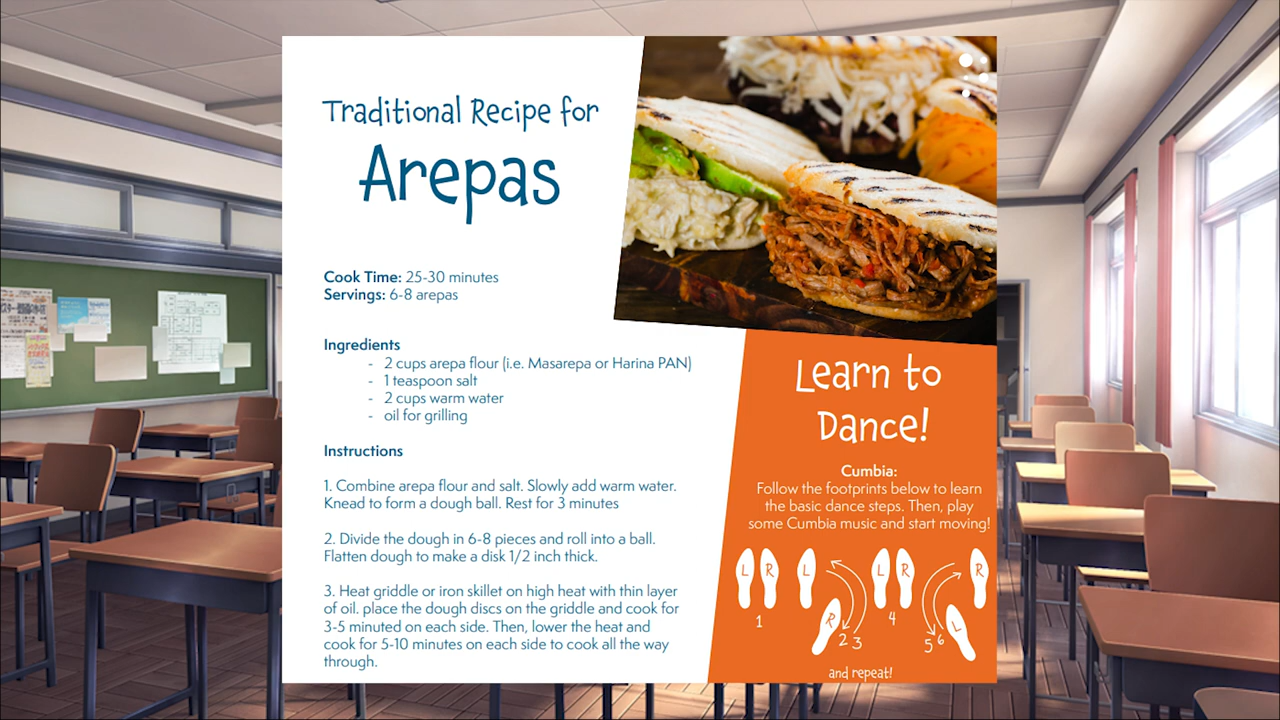 Traditional Recipe for
Arepas
Cook Time: 25-30 minutes
Servings: 6-8 arepas
Ingredients
- 2 cups arepa flour (i.e. Masarepa or Harina PAN)
- 1 teaspoon salt
- 2 cups warm water
- oil for grilling
Instructions
1. Combine arepa flour and salt. Slowly add warm water.
Knead to form a dough ball. Rest for 3 minutes
2. Divide the dough in 6-8 pieces and roll into a ball.
Flatten dough to make a disk 1/2 inch thick.
3. Heat griddle or iron skillet on high heat with thin layer
of oil. place the dough discs on the griddle and cook for
3-5 minuted on each side. Then, lower the heat and
cook for 5-10 minutes on each side to cook all the way
through.
Learn to
Dance!
Cumbia:
Follow the footprints below to learn
the basic dance steps. Then, play
some Cumbia music and start moving!
L R L L R R
R L
1 2 3 4 5 6
and repeat!